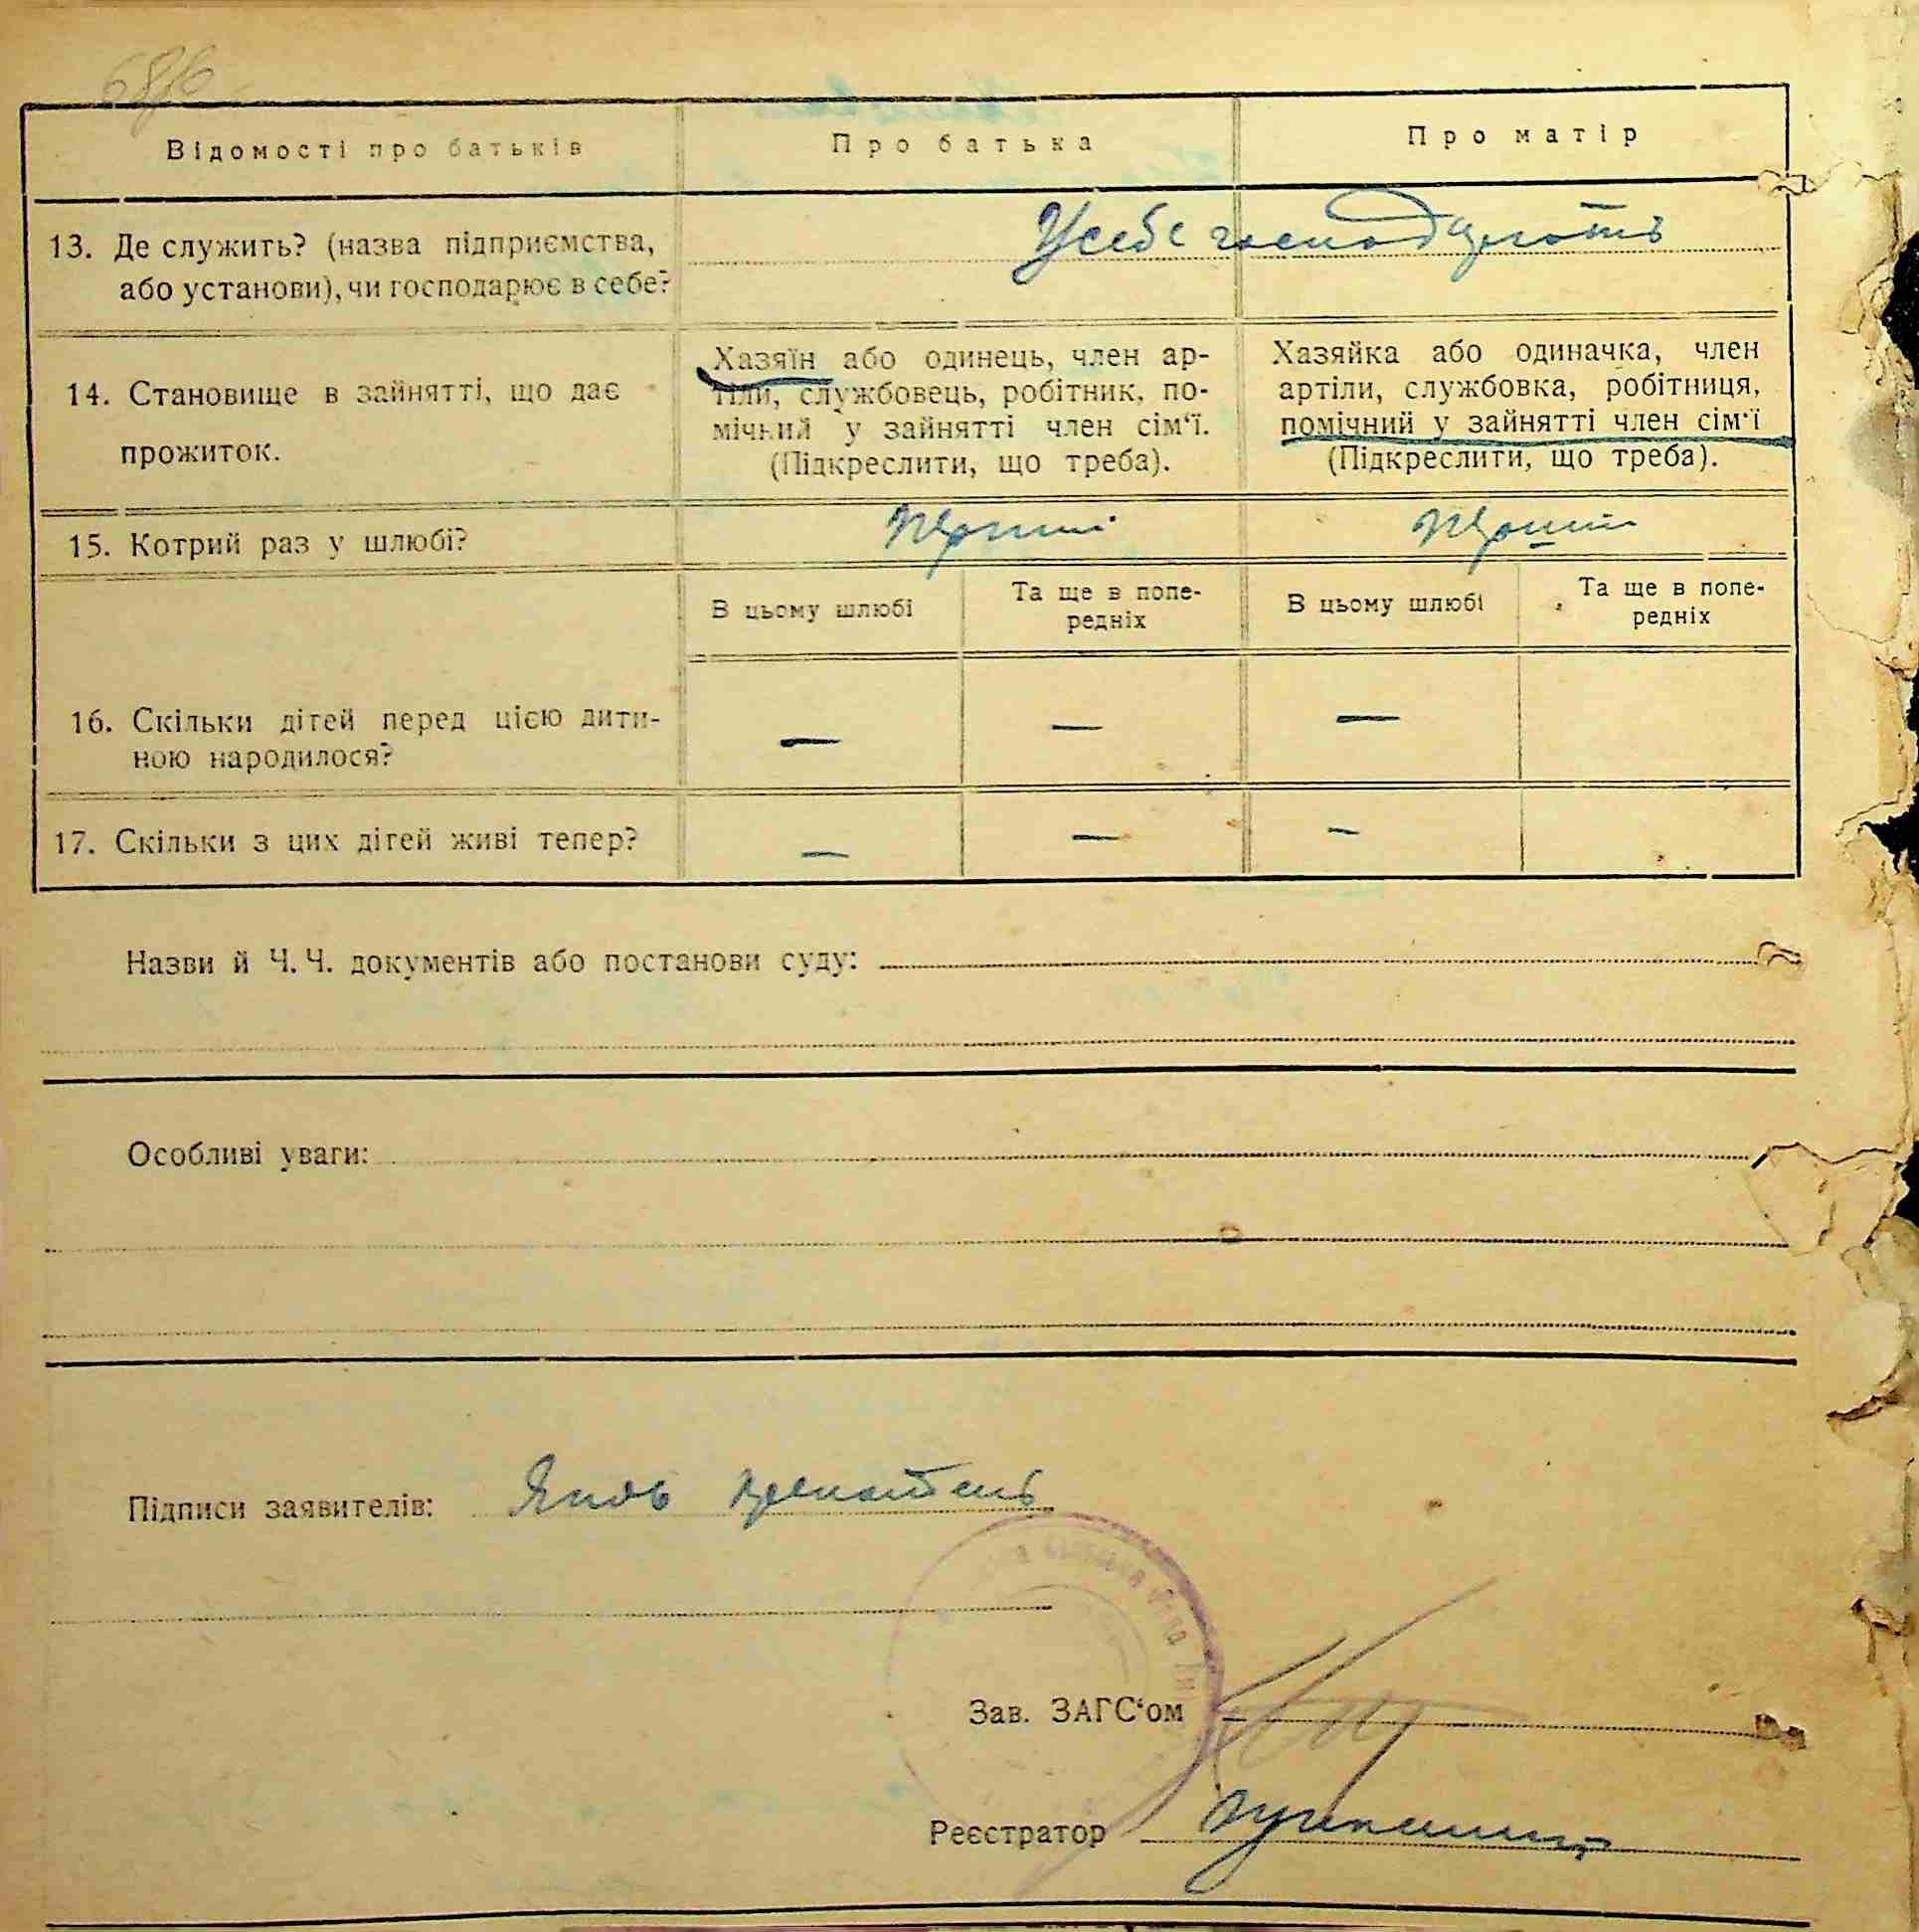 Відомості про батьків
Про батька
Про матір
13. Де служить? (назва підприємства,
або установи), чи господарює в себе?
Усебе господарюють
14. Становище в зайнятті, що дає
прожиток.
Хазяїн або одинець, член ар-
тіли, службовець, робітник, по-
мічний у зайнятті член сім‘ї.
(Підкреслити, що треба).
Хазяйка або одиначка, член
артіли, службовка, робітниця,
помічний у зайнятті член сім‘ї
(Підкреслити, що треба).
15. Котрий раз у шлюбі?
В цьому шлюбі
Та ще в попе-
редніх
В цьому шлюбі
Та ще в попе-
редніх
16. Скільки дітей перед цією дити-
ною народилося?
— — —
17. Скільки з цих дітей живі тепер?
— — —
Назви й Ч. Ч. документів або постанови суду:
Особливі уваги:
Підписи заявителів:
Зав. ЗАГС‘ом
Реєстратор